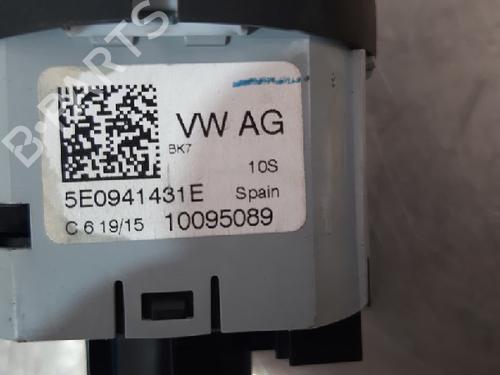 VW AG
BK7
10S
5E0941431E Spain
C 6 19/15 10095089
B-PARTS